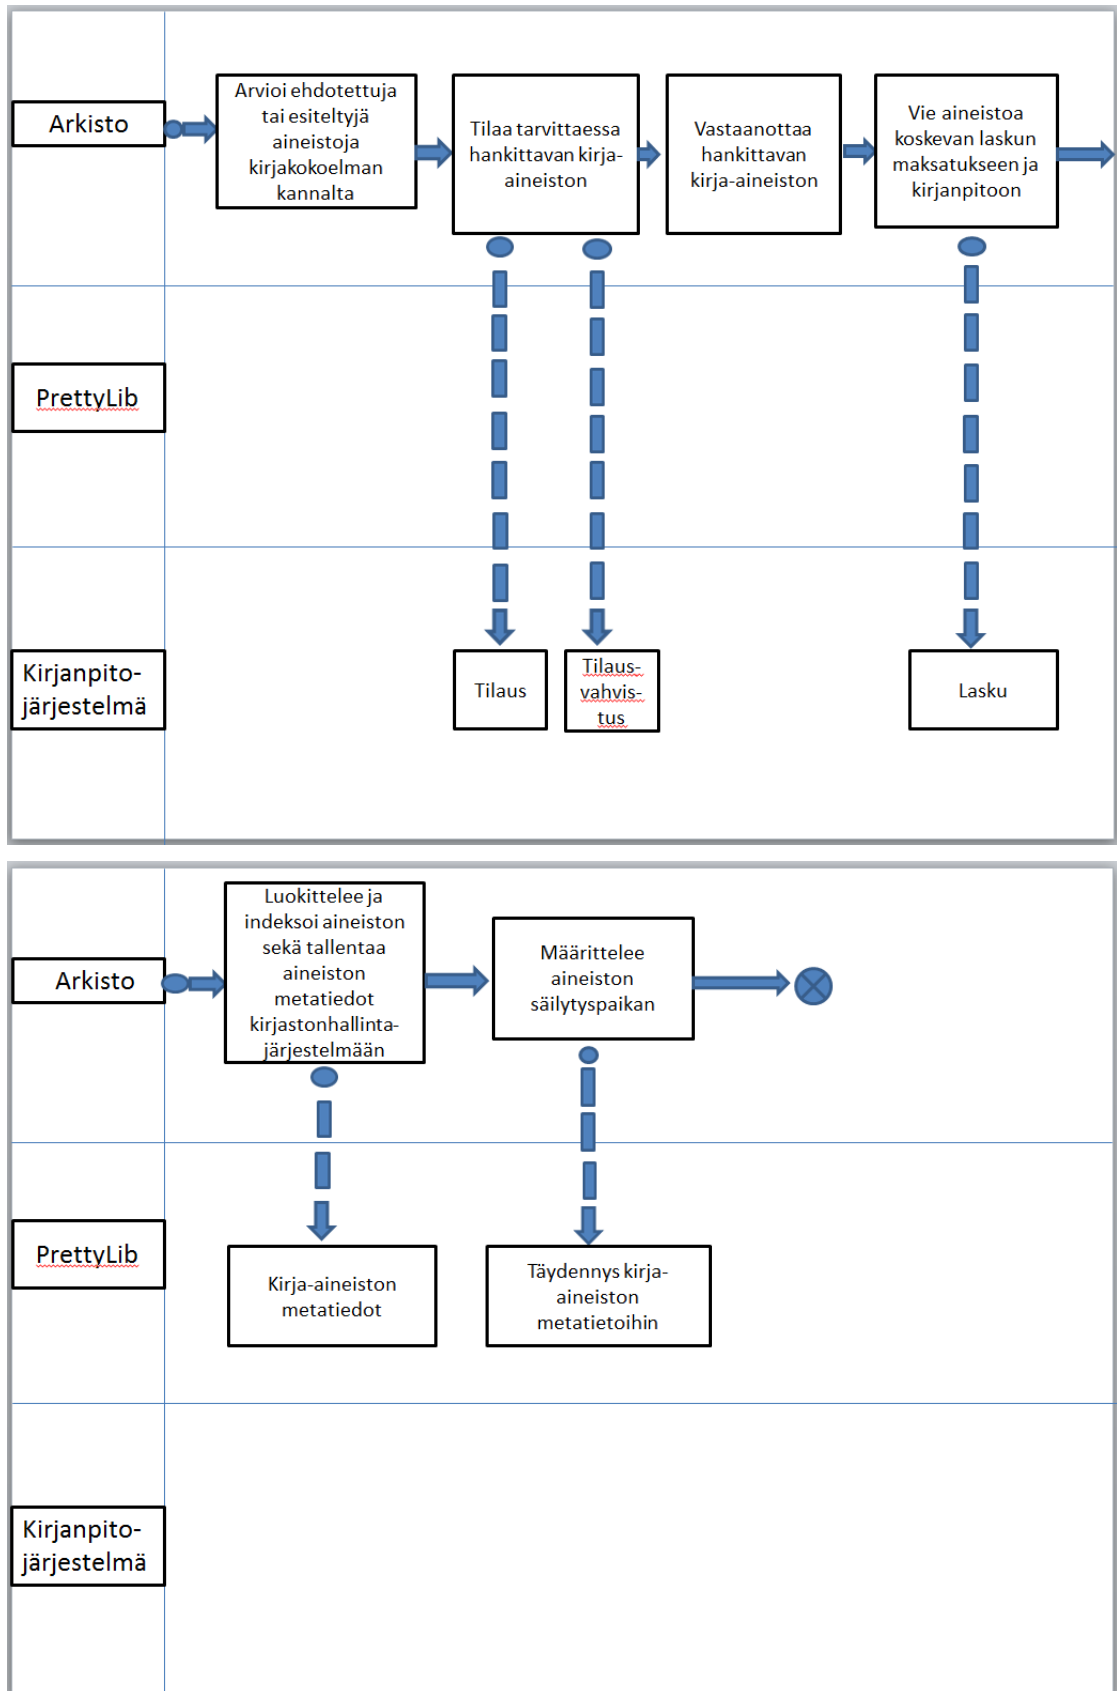 Arkisto
Arvioi ehdotettuja
tai esiteltyjä
aineistoja
kirjakokoelman
kannalta
Tilaa tarvittaessa
hankittavan kirja-
aineiston
Vastaanottaa
hankittavan
kirja-aineiston
Vie aineistoa
koskevan laskun
maksatukseen ja
kirjanpitoon
PrettyLib
Kirjanpito-
järjestelmä
Tilaus
Tilaus-
vahvis-
tus
Lasku
Arkisto
Luokittelee ja
indeksoi aineiston
sekä tallentaa
aineiston
metatiedot
kirjastonhallinta-
järjestelmään
Määrittelee
aineiston
säilytyspaikan
PrettyLib
Kirja-aineiston
metatiedot
Täydennys kirja-
aineiston
metatietoihin
Kirjanpito-
järjestelmä